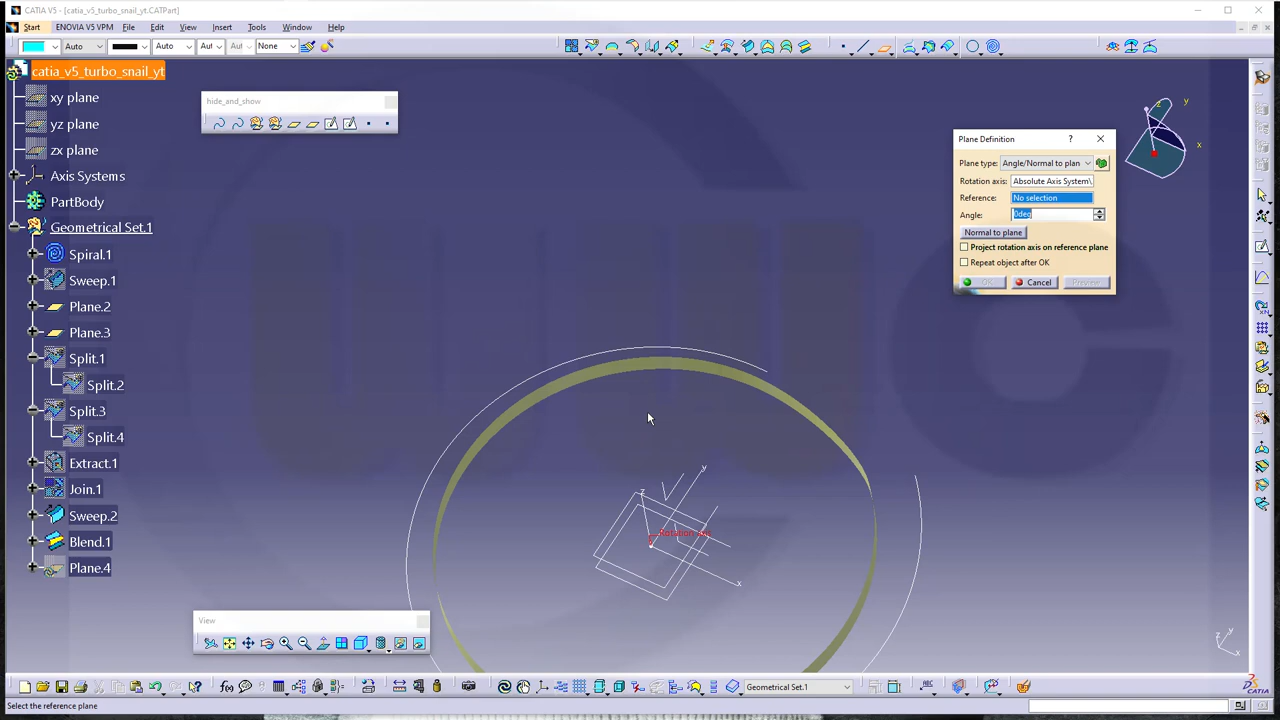 CATIA V5 - [catia_v5_turbo_snail_yt.CATPart]
Start ENOVIA V5 VPM File Edit View Insert Tools Window Help
Auto Auto Aut Aut None
catia_v5_turbo_snail_yt
xy plane
yz plane
zx plane
Axis Systems
PartBody
Geometrical Set.1
Spiral.1
Sweep.1
Plane.2
Plane.3
Split.1
Split.2
Split.3
Split.4
Extract.1
Join.1
Sweep.2
Blend.1
Plane.4
hide_and_show
Plane Definition ?
Plane type: Angle/Normal to plan
Rotation axis: Absolute Axis System\
Reference: No selection
Angle: 0deg
Normal to plane
Project rotation axis on reference plane
Repeat object after OK
OK Cancel Preview
z y x
z y
Rotation axis
x
View
z y x
Geometrical Set.1
Select the reference plane
CATIA